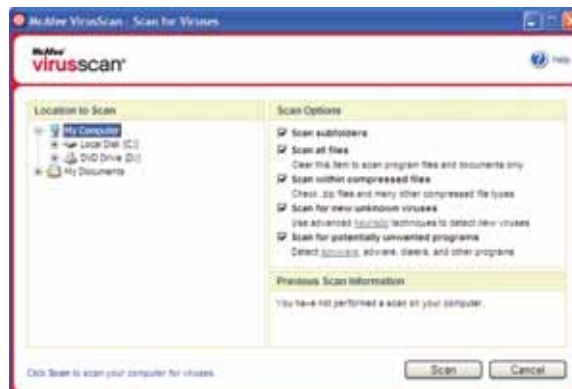 McAfee VirusScan - Scan for Viruses
McAfee
virusscan
Help
Location to Scan
My Computer
Local Disk (C:)
DVD Drive (D:)
My Documents
Scan Options
Scan subfolders
Scan all files
Clear this item to scan program files and documents only
Scan within compressed files
Check .zip files and many other compressed file types
Scan for new unknown viruses
Use advanced heuristic techniques to detect new viruses
Scan for potentially unwanted programs
Detect spyware, adware, dialers, and other programs
Previous Scan Information
You have not performed a scan on your computer.
Click Scan to scan your computer for viruses.
Scan
Cancel